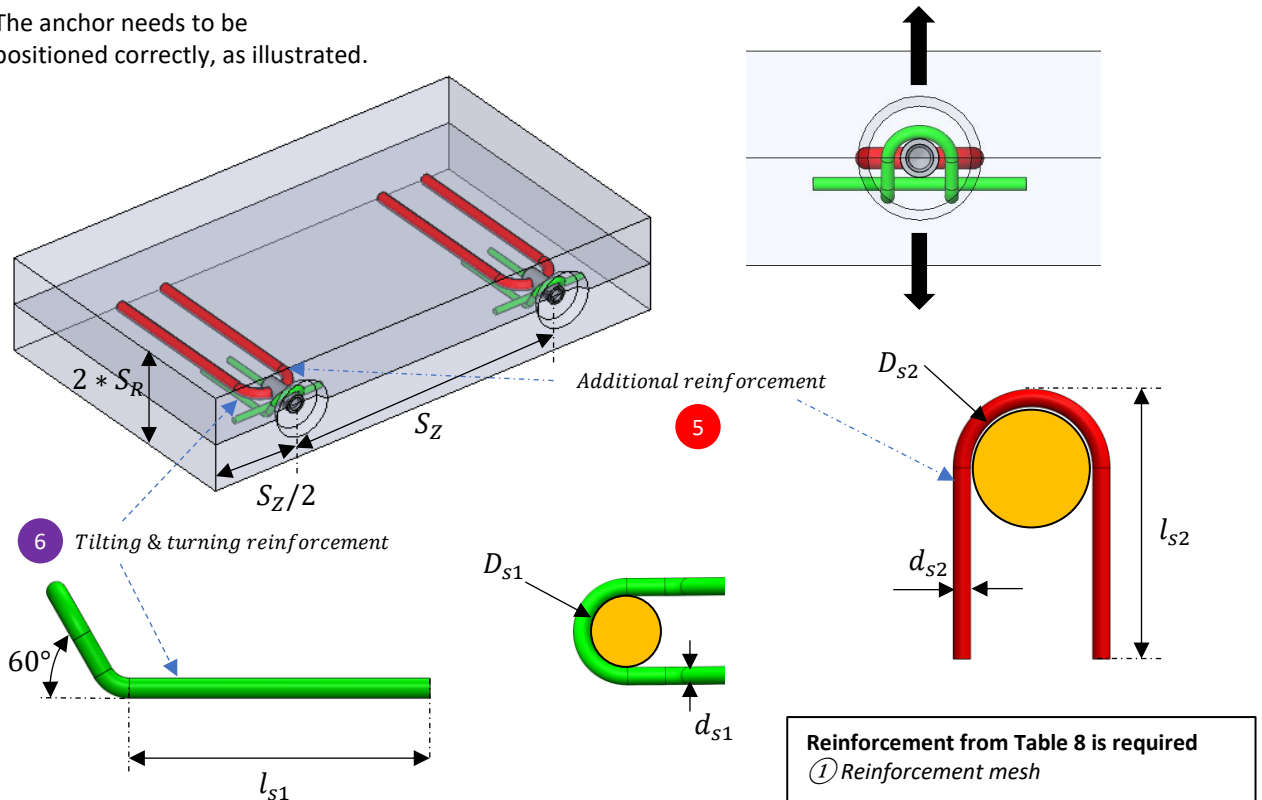 The anchor needs to be
positioned correctly, as illustrated.
2 * S_R
S_Z
S_Z/2
Additional reinforcement
5
D_s2
l_s2
d_s2
6 Tilting & turning reinforcement
60°
l_s1
D_s1
d_s1
Reinforcement from Table 8 is required
① Reinforcement mesh